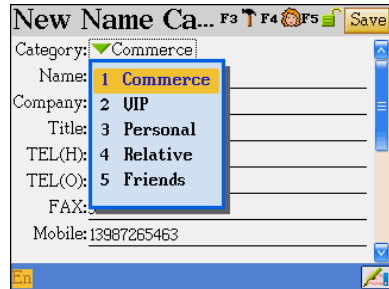 New Name Ca... F3 F4 F5 Save
Category: Commerce
Name:
1 Commerce
Company:
2 VIP
Title:
3 Personal
TEL(H):
4 Relative
TEL(O):
5 Friends
FAX:
Mobile: 13987265463
En